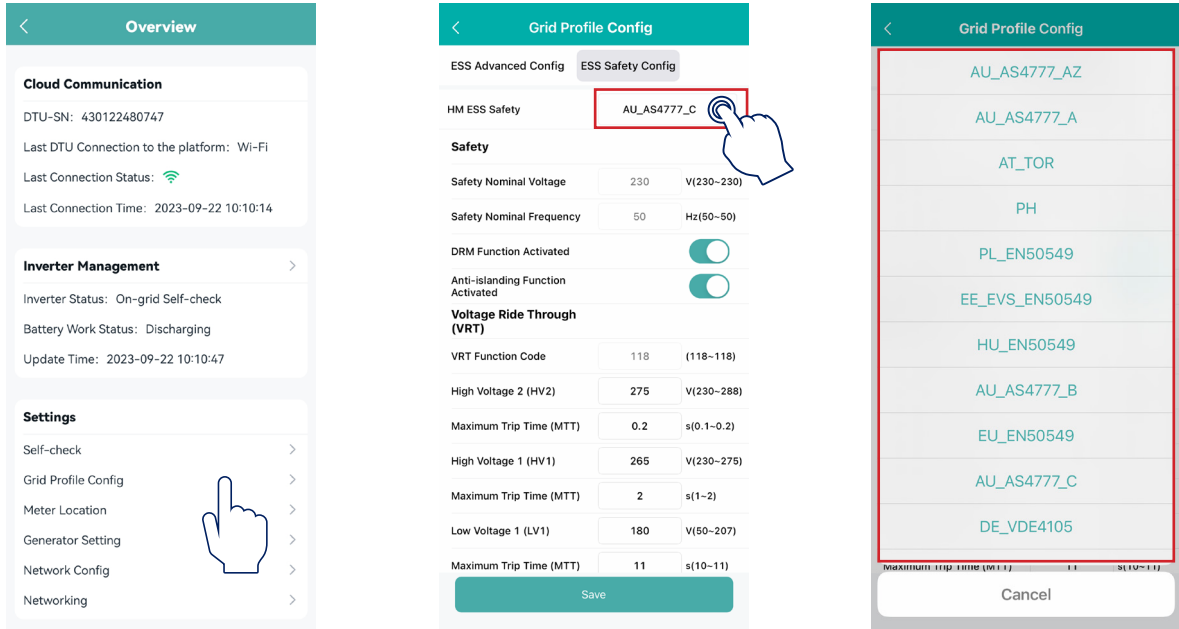 Overview
Cloud Communication
DTU-SN: 430122480747
Last DTU Connection to the platform: Wi-Fi
Last Connection Status:
Last Connection Time: 2023-09-22 10:10:14
Inverter Management
Inverter Status: On-grid Self-check
Battery Work Status: Discharging
Update Time: 2023-09-22 10:10:47
Settings
Self-check
Grid Profile Config
Meter Location
Generator Setting
Network Config
Networking
Grid Profile Config
ESS Advanced Config ESS Safety Config
HM ESS Safety AU_AS4777_C
Safety
Safety Nominal Voltage 230 V(230~230)
Safety Nominal Frequency 50 Hz(50~50)
DRM Function Activated
Anti-islanding Function
Activated
Voltage Ride Through
(VRT)
VRT Function Code 118 (118~118)
High Voltage 2 (HV2) 275 V(230~288)
Maximum Trip Time (MTT) 0.2 s(0.1~0.2)
High Voltage 1 (HV1) 265 V(230~275)
Maximum Trip Time (MTT) 2 s(1~2)
Low Voltage 1 (LV1) 180 V(50~207)
Maximum Trip Time (MTT) 11 s(10~11)
Save
Grid Profile Config
AU_AS4777_AZ
AU_AS4777_A
AT_TOR
PH
PL_EN50549
EE_EVS_EN50549
HU_EN50549
AU_AS4777_B
EU_EN50549
AU_AS4777_C
DE_VDE4105
Maximum Trip Time (MTT) 11 s(10~11)
Cancel